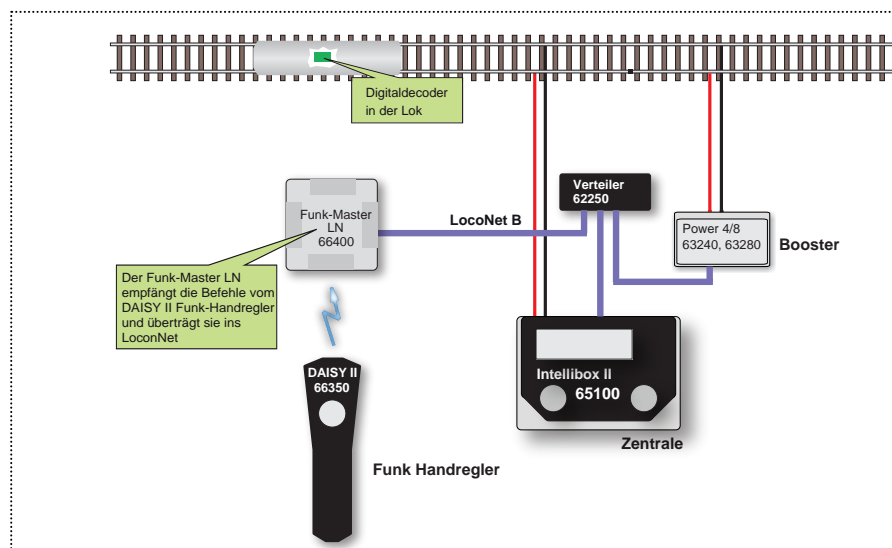 Digitaldecoder
in der Lok
Verteiler
62250
Funk-Master
LN
66400
LocoNet B
Power 4/8
63240, 63280
Booster
Der Funk-Master LN
empfängt die Befehle vom
DAISY II Funk-Handregler
und überträgt sie ins
LoconNet
DAISY II
66350
Intellibox II
65100
Zentrale
Funk Handregler